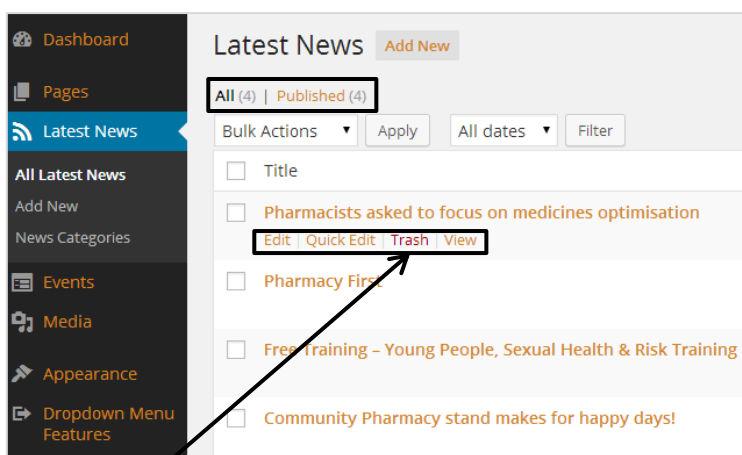 Dashboard
Pages
Latest News
All Latest News
Add New
News Categories
Events
Media
Appearance
Dropdown Menu
Features
Latest News Add New
All (4) | Published (4)
Bulk Actions Apply All dates Filter
Title
Pharmacists asked to focus on medicines optimisation
Edit | Quick Edit | Trash | View
Pharmacy First
Free Training – Young People, Sexual Health & Risk Training
Community Pharmacy stand makes for happy days!